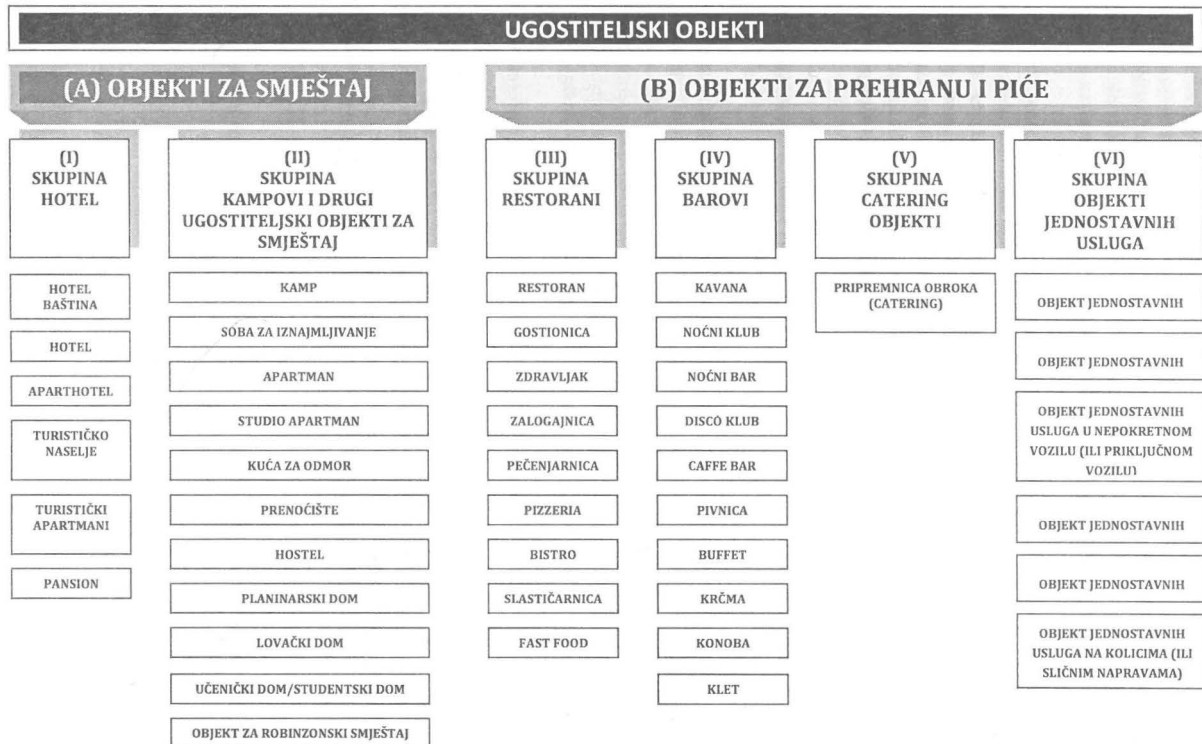 UGOSTITELJSKI OBJEKTI
(A) OBJEKTI ZA SMJEŠTAJ
(B) OBJEKTI ZA PREHRANU I PIĆE
(I)
SKUPINA
HOTEL
(II)
SKUPINA
KAMPOVI I DRUGI
UGOSTITELJSKI OBJEKTI ZA
SMJEŠTAJ
(III)
SKUPINA
RESTORANI
(IV)
SKUPINA
BAROVI
(V)
SKUPINA
CATERING
OBJEKTI
(VI)
SKUPINA
OBJEKTI
JEDNOSTAVNIH
USLUGA
HOTEL
BAŠTINA
HOTEL
APARTHOTEL
TURISTIČKO
NASELJE
TURISTIČKI
APARTMANI
PANSION
KAMP
SOBA ZA IZNAJMLJIVANJE
APARTMAN
STUDIO APARTMAN
KUĆA ZA ODMOR
PRENOĆIŠTE
HOSTEL
PLANINARSKI DOM
LOVAČKI DOM
UČENIČKI DOM/STUDENTSKI DOM
OBJEKT ZA ROBINZONSKI SMJEŠTAJ
RESTORAN
GOSTIONICA
ZDRAVLJAK
ZALOGAJNICA
PEČENJARNICA
PIZZERIA
BISTRO
SLASTIČARNICA
FAST FOOD
KAVANA
NOĆNI KLUB
NOĆNI BAR
DISCO KLUB
CAFFE BAR
PIVNICA
BUFFET
KRČMA
KONOBA
KLET
PRIPREMNICA OBROKA
(CATERING)
OBJEKT JEDNOSTAVNIH
OBJEKT JEDNOSTAVNIH
OBJEKT JEDNOSTAVNIH
USLUGA U NEPOKRETNOM
VOZILU (ILI PRIKLJUČNOM
VOZILU)
OBJEKT JEDNOSTAVNIH
OBJEKT JEDNOSTAVNIH
OBJEKT JEDNOSTAVNIH
USLUGA NA KOLICIMA (ILI
SLIČNIM NAPRAVAMA)